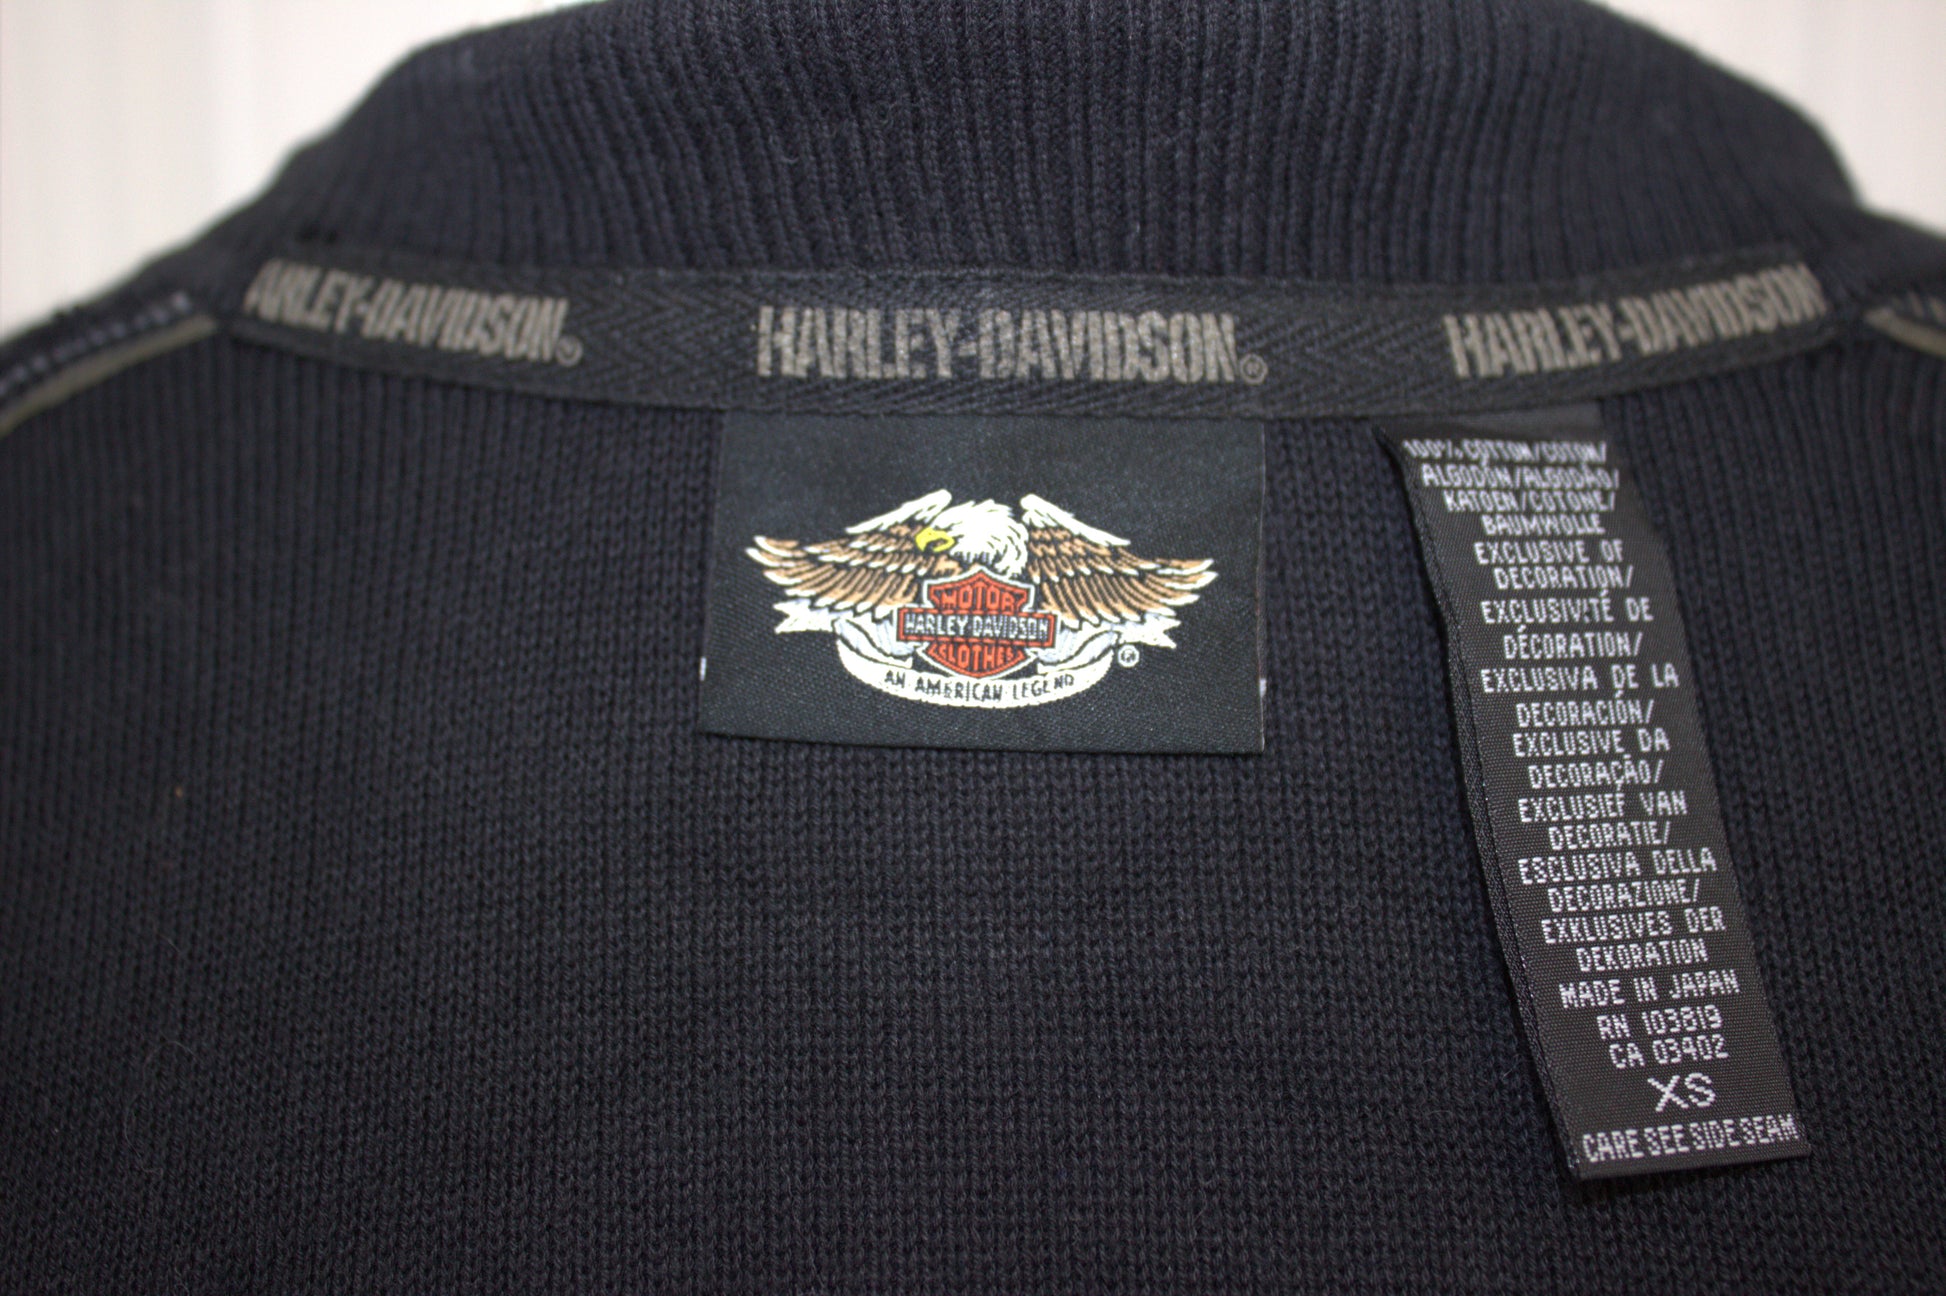 ARLEY-DAVIDSON®
HARLEY-DAVIDSON®
HARLEY-DAVIDSON
MOTOR
HARLEY-DAVIDSON
CLOTHES
AN AMERICAN LEGEND
®
100% COTTON/COTON/
ALGODÓN/ALGODÃO/
KATOEN/COTONE/
BAUMWOLLE
EXCLUSIVE OF
DECORATION/
EXCLUSIVITÉ DE
DÉCORATION/
EXCLUSIVA DE LA
DECORACIÓN/
EXCLUSIVE DA
DECORAÇÃO/
EXCLUSIEF VAN
DECORATIE/
ESCLUSIVA DELLA
DECORAZIONE/
EXKLUSIVES DER
DEKORATION
MADE IN JAPAN
RN 103819
CA 03402
XS
CARE SEE SIDE SEAM